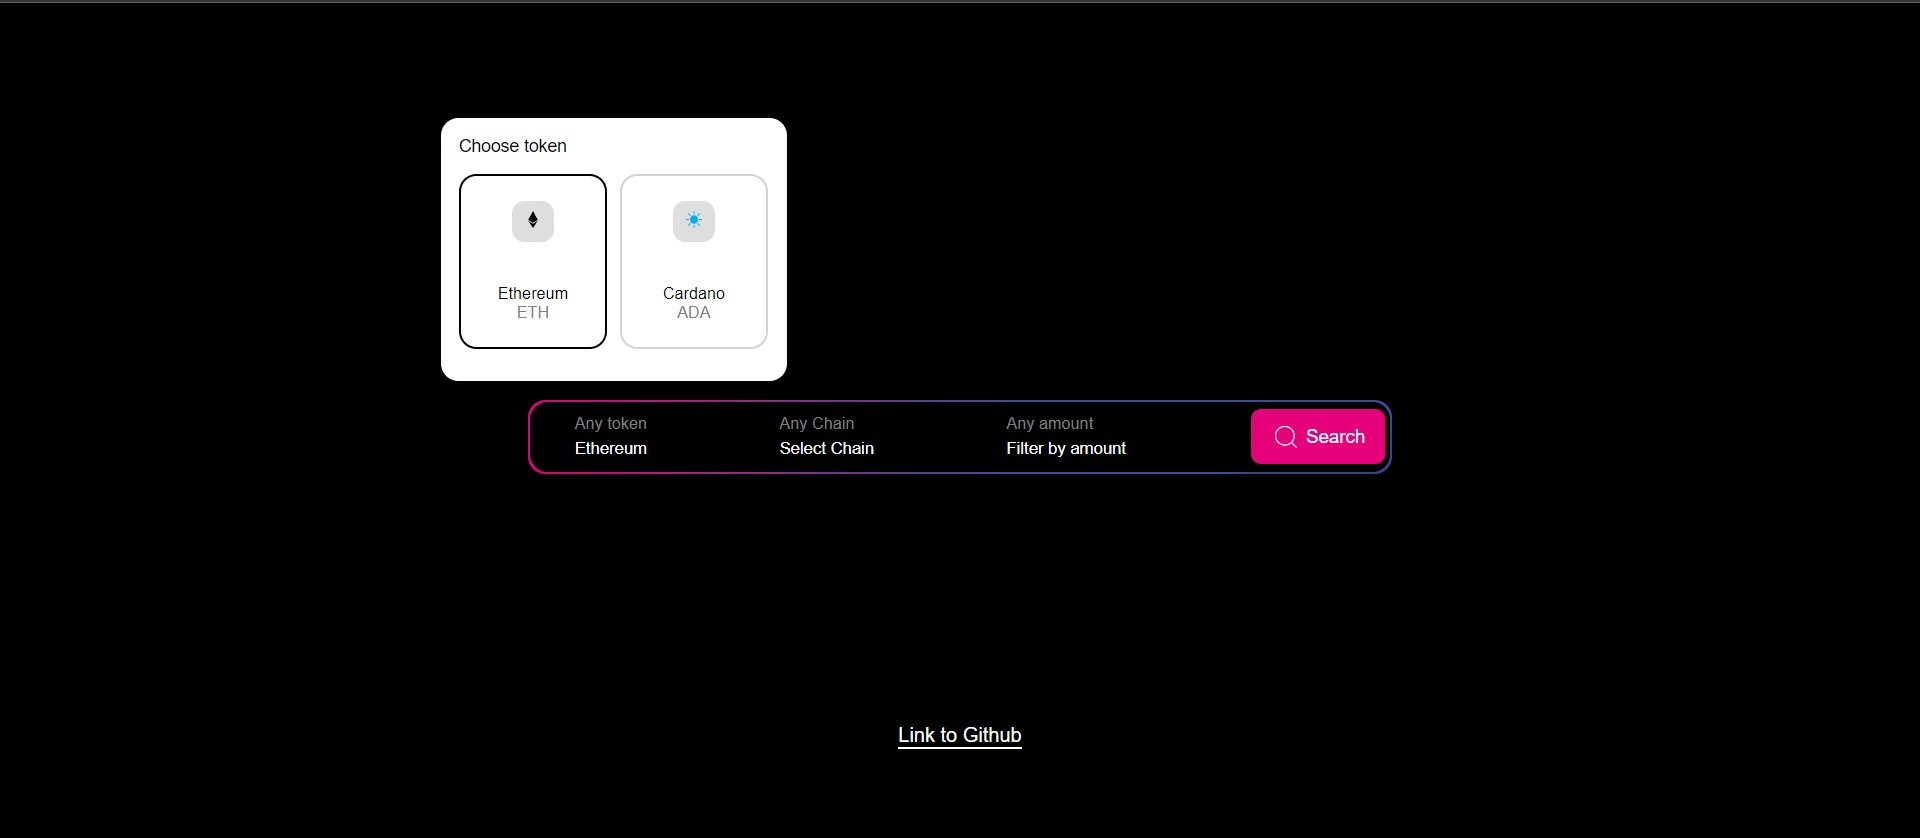 Choose token
Ethereum
ETH
Cardano
ADA
Any token
Ethereum
Any Chain
Select Chain
Any amount
Filter by amount
Search
Link to Github